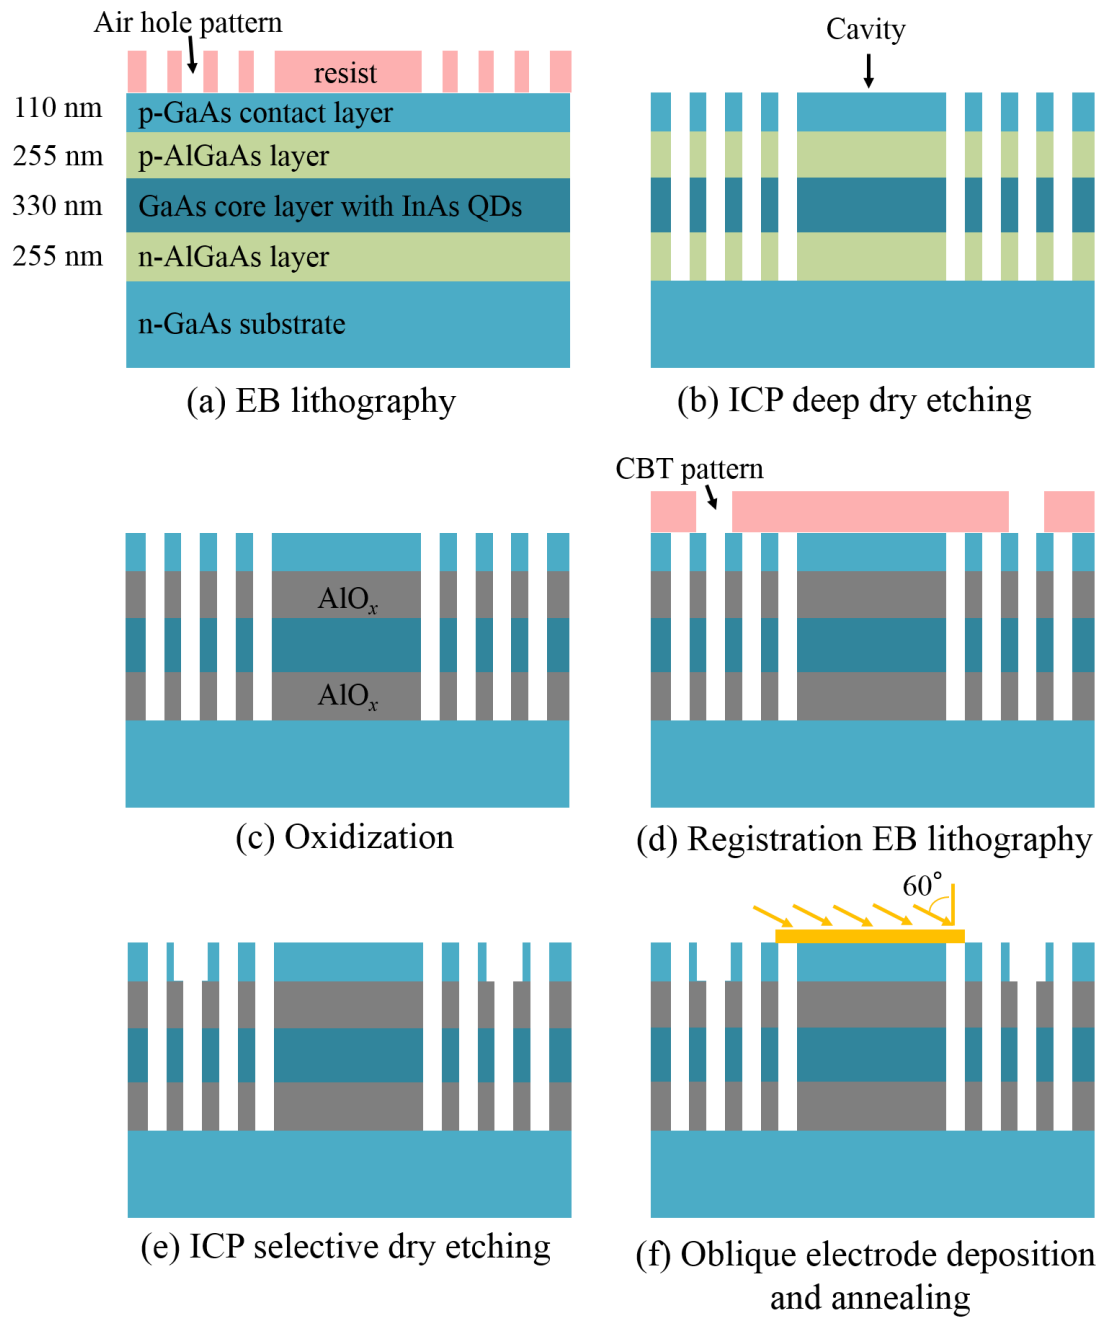 Air hole pattern
resist
110 nm
p-GaAs contact layer
255 nm
p-AlGaAs layer
330 nm
GaAs core layer with InAs QDs
255 nm
n-AlGaAs layer
n-GaAs substrate
(a) EB lithography
Cavity
(b) ICP deep dry etching
AlOx
AlOx
(c) Oxidization
CBT pattern
(d) Registration EB lithography
(e) ICP selective dry etching
60°
(f) Oblique electrode deposition
and annealing